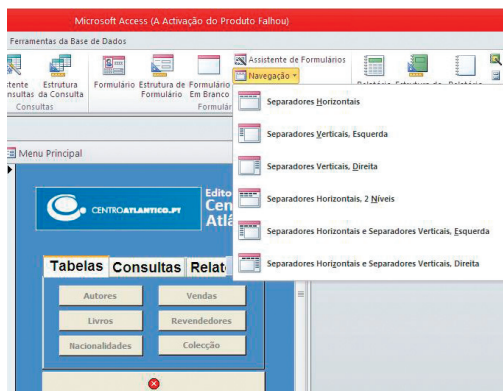 Microsoft Access (A Activação do Produto Falhou)
Ferramentas da Base de Dados
Assistente de Formulários
Navegação
Estrutura da Consulta
Formulário
Estrutura de Formulário
Formulário Em Branco
Consultas
Separadores Horizontais
Separadores Verticais, Esquerda
Separadores Verticais, Direita
Separadores Horizontais, 2 Níveis
Separadores Horizontais e Separadores Verticais, Esquerda
Separadores Horizontais e Separadores Verticais, Direita
Menu Principal
CENTROATLANTICO.PT
Tabelas
Consultas
Autores
Vendas
Livros
Revendedores
Nacionalidades
Colecção